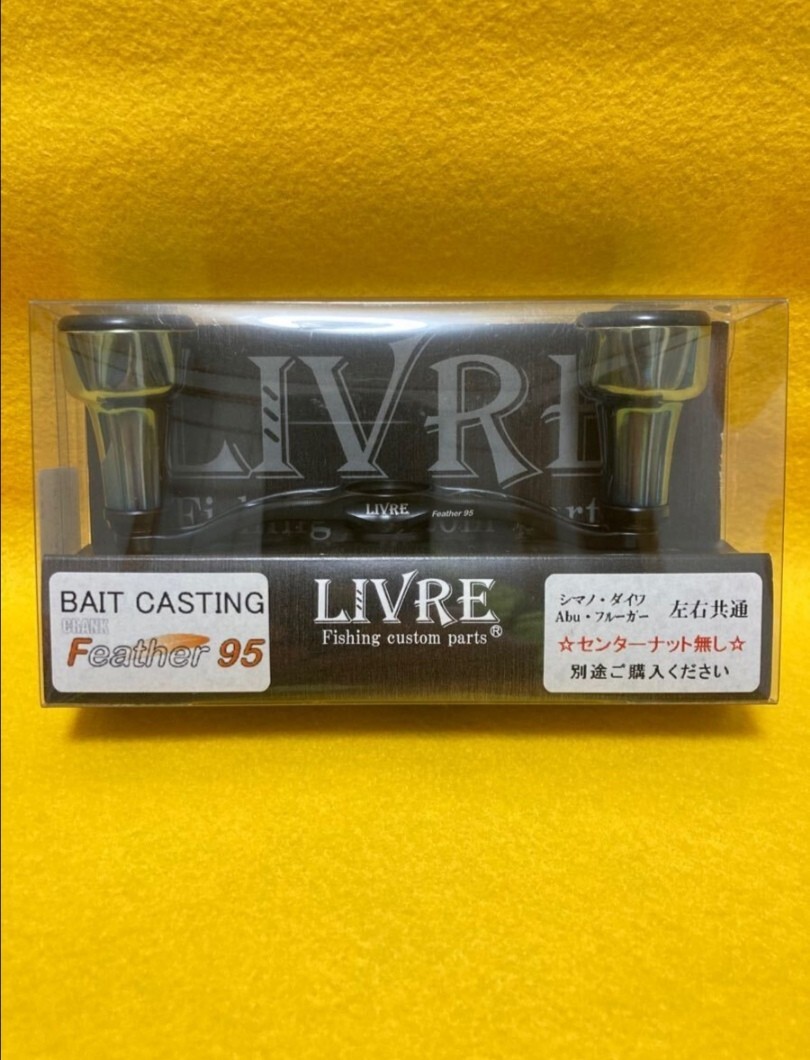 LIVRE
LIVRE
Feather 95
BAIT CASTING
CRANK
Feather 95
LIVRE
Fishing custom parts®
シマノ・ダイワ
Abu・フルーガー
左右共通
☆センターナット無し☆
別途ご購入ください